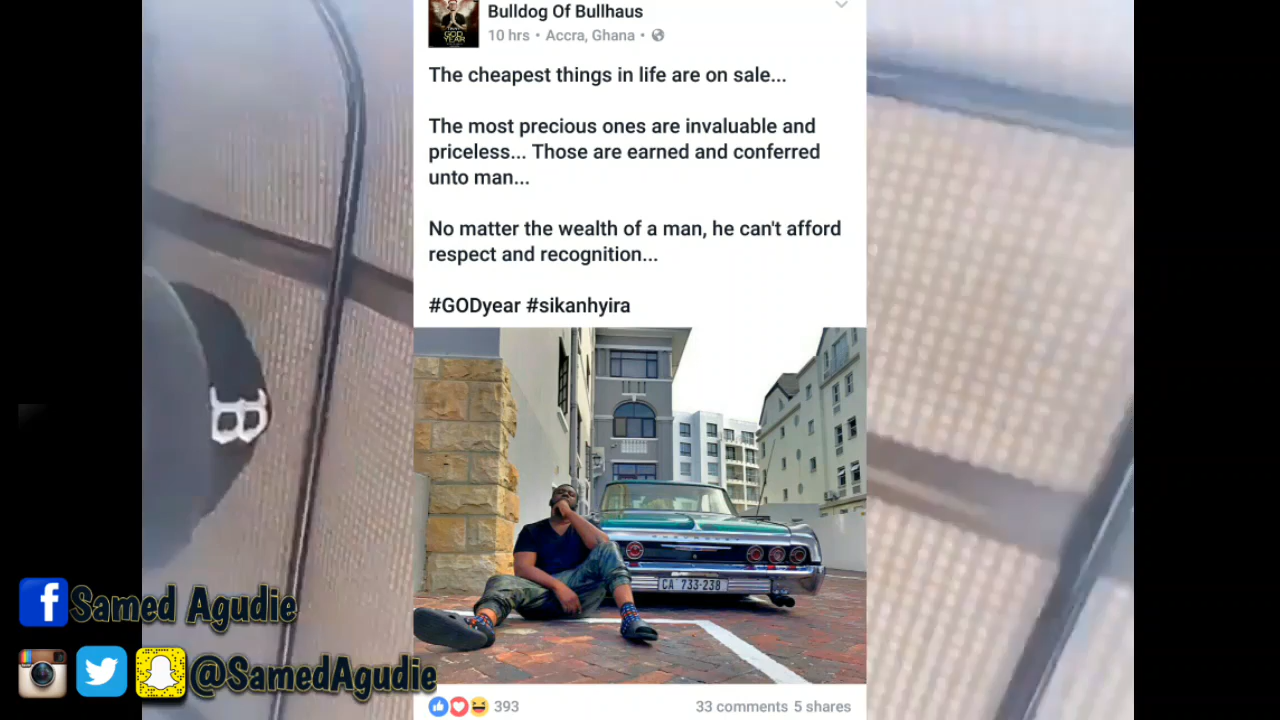 Bulldog Of Bullhaus
10 hrs • Accra, Ghana •
The cheapest things in life are on sale...
The most precious ones are invaluable and
priceless... Those are earned and conferred
unto man...
No matter the wealth of a man, he can't afford
respect and recognition...
#GODyear #sikanhyira
CA 733-238
393
33 comments 5 shares
B
Samed Agudie
@SamedAgudie
GOD
YEAR